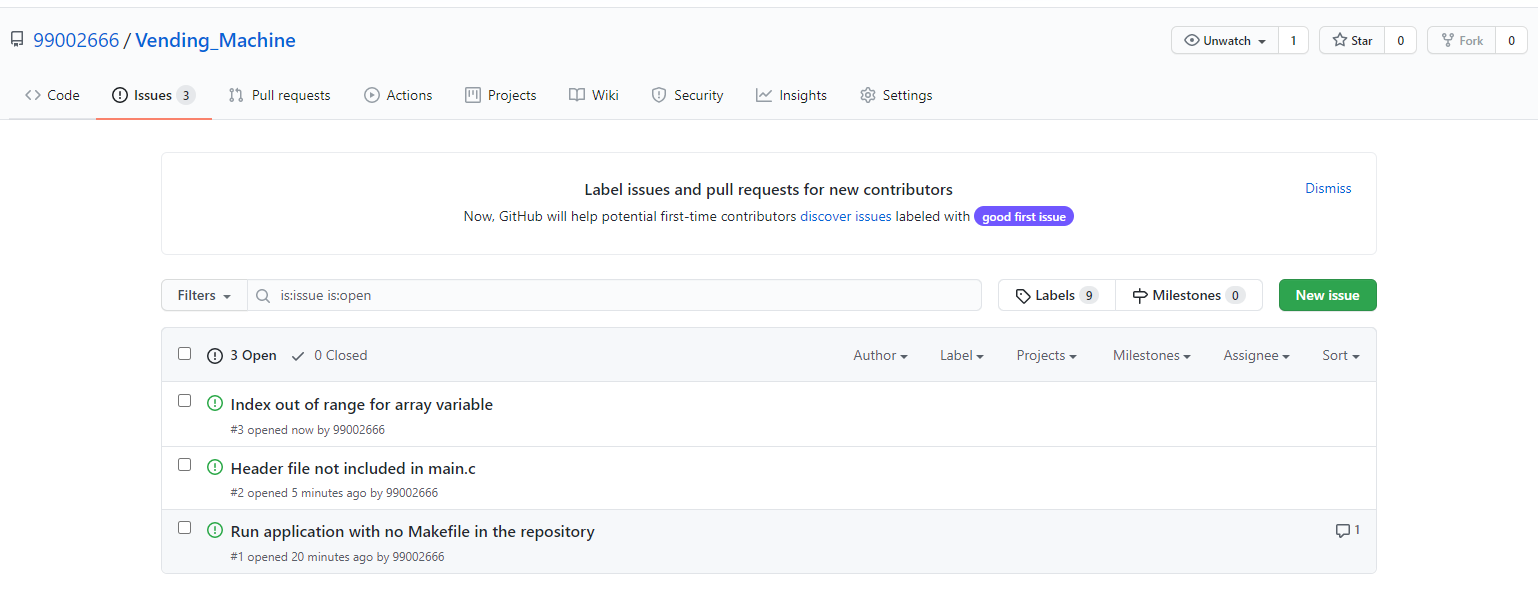 99002666 / Vending_Machine
Unwatch 1 Star 0 Fork 0
Code Issues 3 Pull requests Actions Projects Wiki Security Insights Settings
Label issues and pull requests for new contributors
Dismiss
Now, GitHub will help potential first-time contributors discover issues labeled with good first issue
Filters is:issue is:open Labels 9 Milestones 0 New issue
3 Open 0 Closed Author Label Projects Milestones Assignee Sort
Index out of range for array variable
#3 opened now by 99002666
Header file not included in main.c
#2 opened 5 minutes ago by 99002666
Run application with no Makefile in the repository 1
#1 opened 20 minutes ago by 99002666